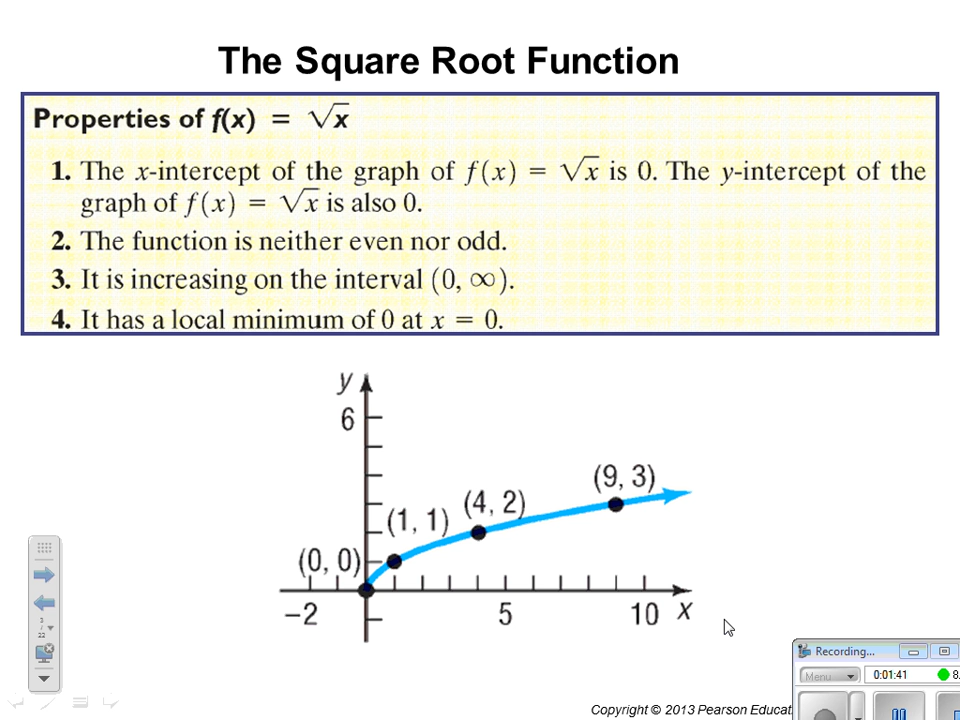 The Square Root Function
Properties of f(x) = √x
1. The x-intercept of the graph of f(x) = √x is 0. The y-intercept of the
graph of f(x) = √x is also 0.
2. The function is neither even nor odd.
3. It is increasing on the interval (0, ∞).
4. It has a local minimum of 0 at x = 0.
y
6
(9, 3)
(4, 2)
(1, 1)
(0, 0)
−2
5
10
x
3
/
22
Recording...
Menu
0:01:41
8
Copyright © 2013 Pearson Educat